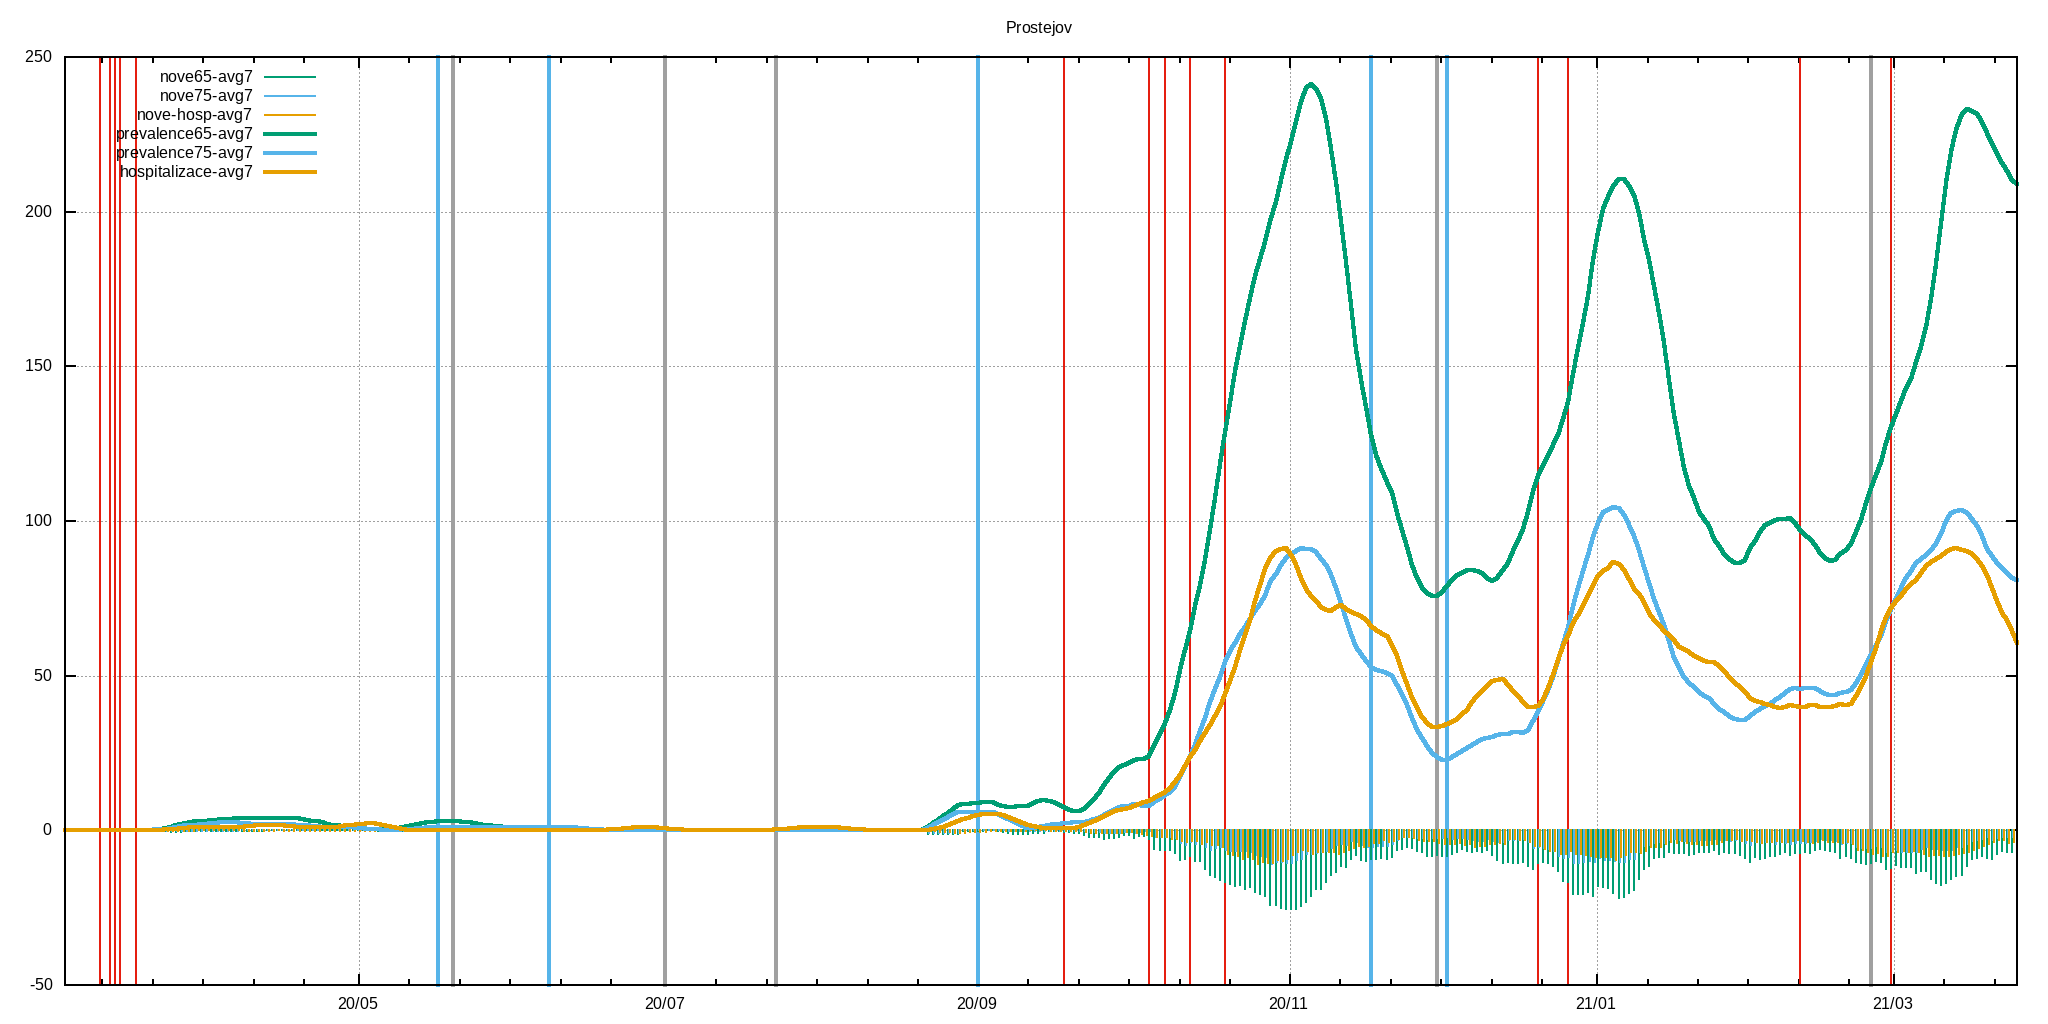 Prostejov
250
nove65-avg7
nove75-avg7
nove-hosp-avg7
prevalence65-avg7
prevalence75-avg7
hospitalizace-avg7
200
150
100
50
0
-50
20/05 20/07 20/09 20/11 21/01 21/03